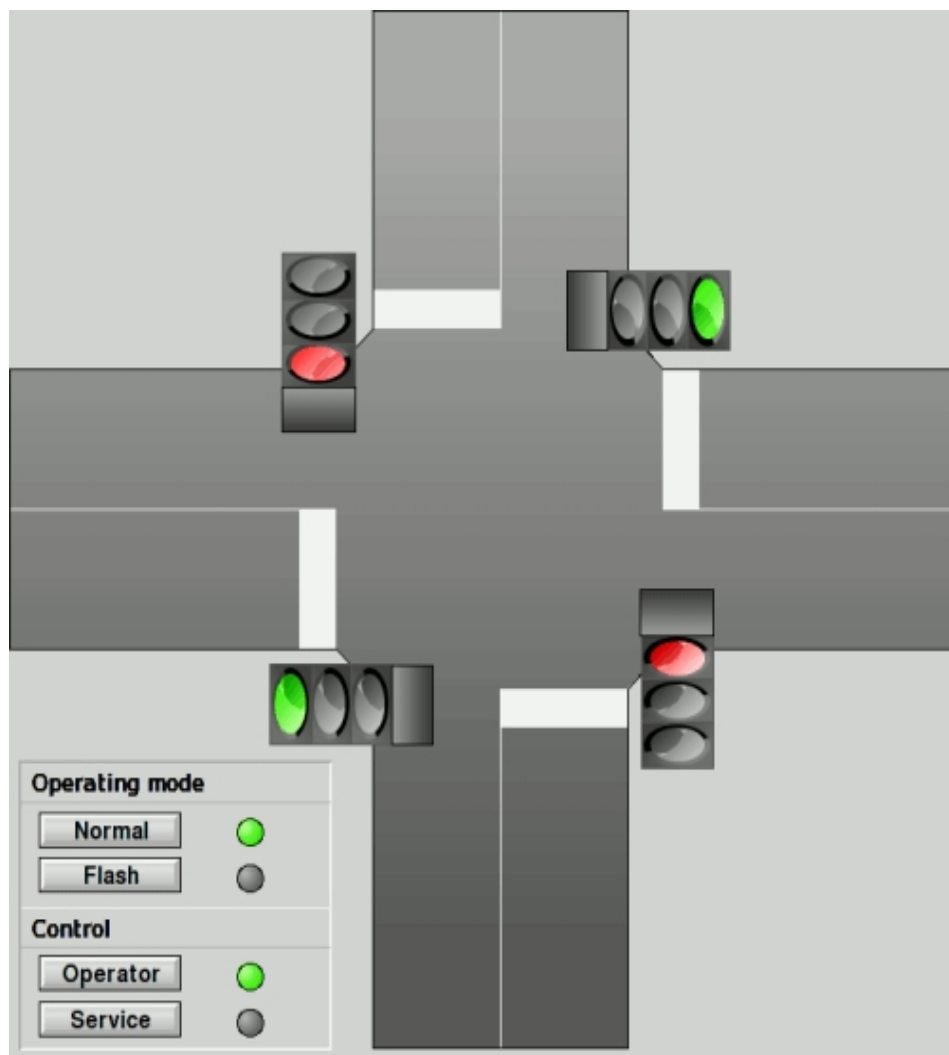 Operating mode
Normal
Flash
Control
Operator
Service